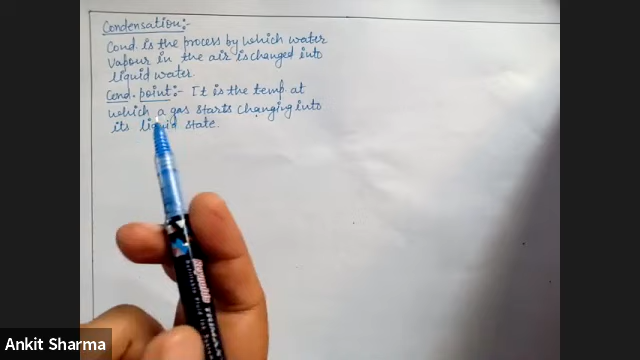 Condensation:-
Cond. is the process by which water
vapour in the air is changed into
liquid water.
Cond. point:- It is the temp at
which a gas starts changing into
its liquid state.
Reynolds
Ankit Sharma